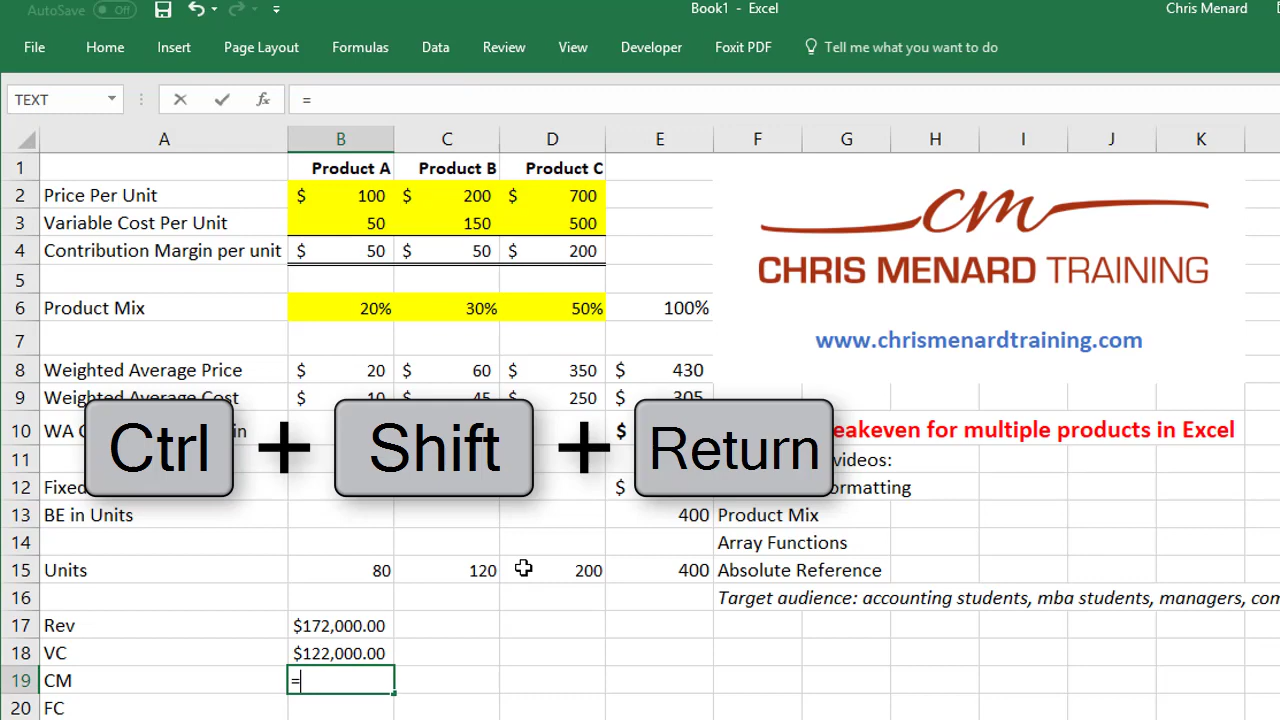 AutoSave Off Book1 - Excel Chris Menard
File Home Insert Page Layout Formulas Data Review View Developer Foxit PDF Tell me what you want to do
TEXT fx =
A B C D E F G H I J K
1 Product A Product B Product C
2 Price Per Unit $ 100 $ 200 $ 700
3 Variable Cost Per Unit 50 150 500
4 Contribution Margin per unit $ 50 $ 50 $ 200
cm
CHRIS MENARD TRAINING
5
6 Product Mix 20% 30% 50% 100%
7 www.chrismenardtraining.com
8 Weighted Average Price $ 20 $ 60 $ 350 $ 430
9 Weighted Average Cost $ 10 $ 45 $ 250 $ 305
10 WA in $ eakeven for multiple products in Excel
Ctrl + Shift + Return
11 videos:
12 Fixed $ ormatting
13 BE in Units 400 Product Mix
14 Array Functions
15 Units 80 120 200 400 Absolute Reference
16 Target audience: accounting students, mba students, managers, com
17 Rev $172,000.00
18 VC $122,000.00
19 CM =
20 FC